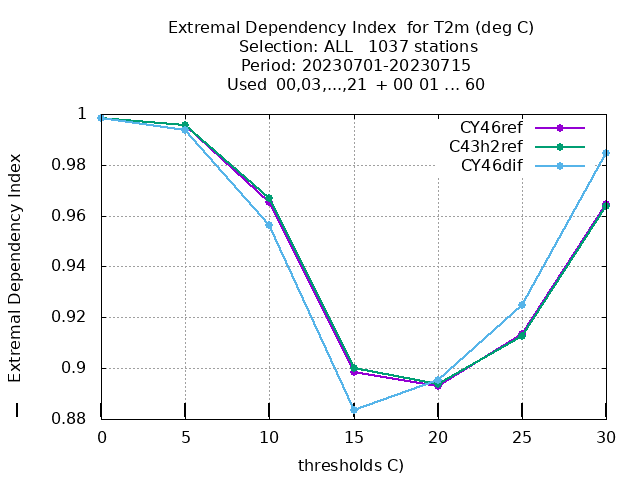 Extremal Dependency Index  for T2m (deg C)
Selection: ALL   1037 stations
Period: 20230701-20230715
Used  00,03,...,21  + 00 01 ... 60
Extremal Dependency Index
1
0.98
0.96
0.94
0.92
0.9
0.88
CY46ref
C43h2ref
CY46dif
0 5 10 15 20 25 30
thresholds C)